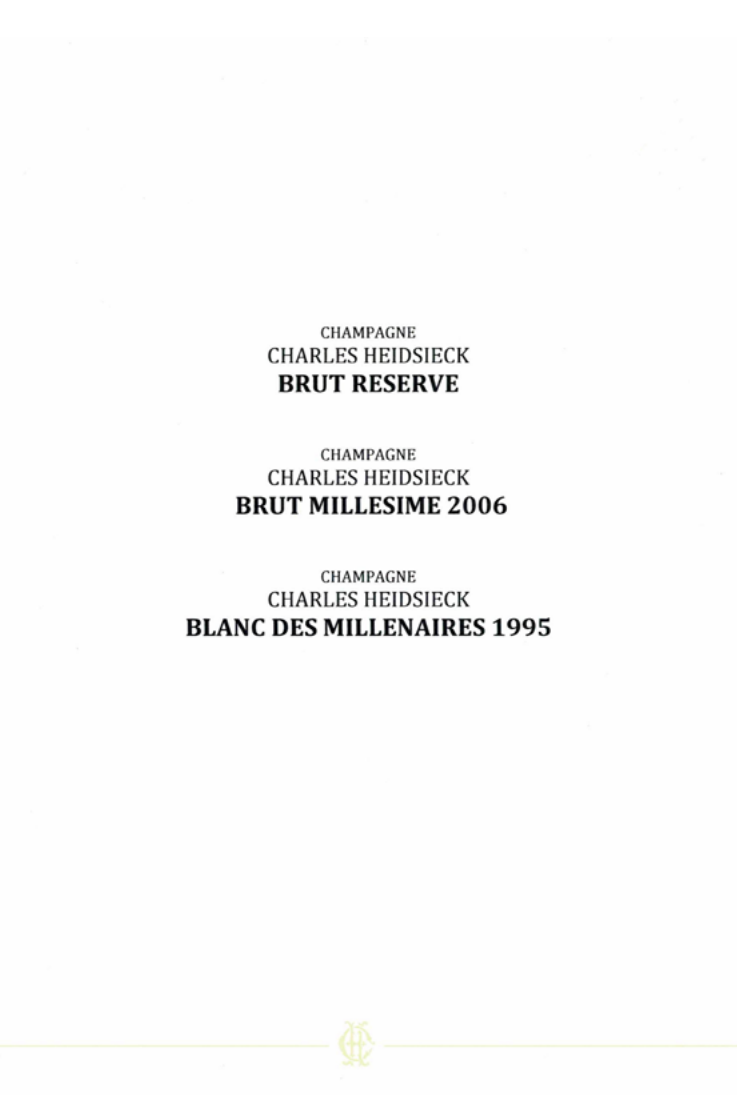 CHAMPAGNE
CHARLES HEIDSIECK
BRUT RESERVE
CHAMPAGNE
CHARLES HEIDSIECK
BRUT MILLESIME 2006
CHAMPAGNE
CHARLES HEIDSIECK
BLANC DES MILLENAIRES 1995